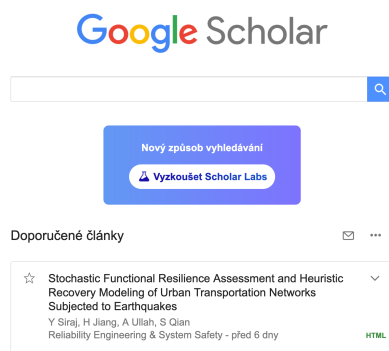 Google Scholar
Nový způsob vyhledávání
Vyzkoušet Scholar Labs
Doporučené články
Stochastic Functional Resilience Assessment and Heuristic
Recovery Modeling of Urban Transportation Networks
Subjected to Earthquakes
Y Siraj, H Jiang, A Ullah, S Qian
Reliability Engineering & System Safety - před 6 dny
HTML